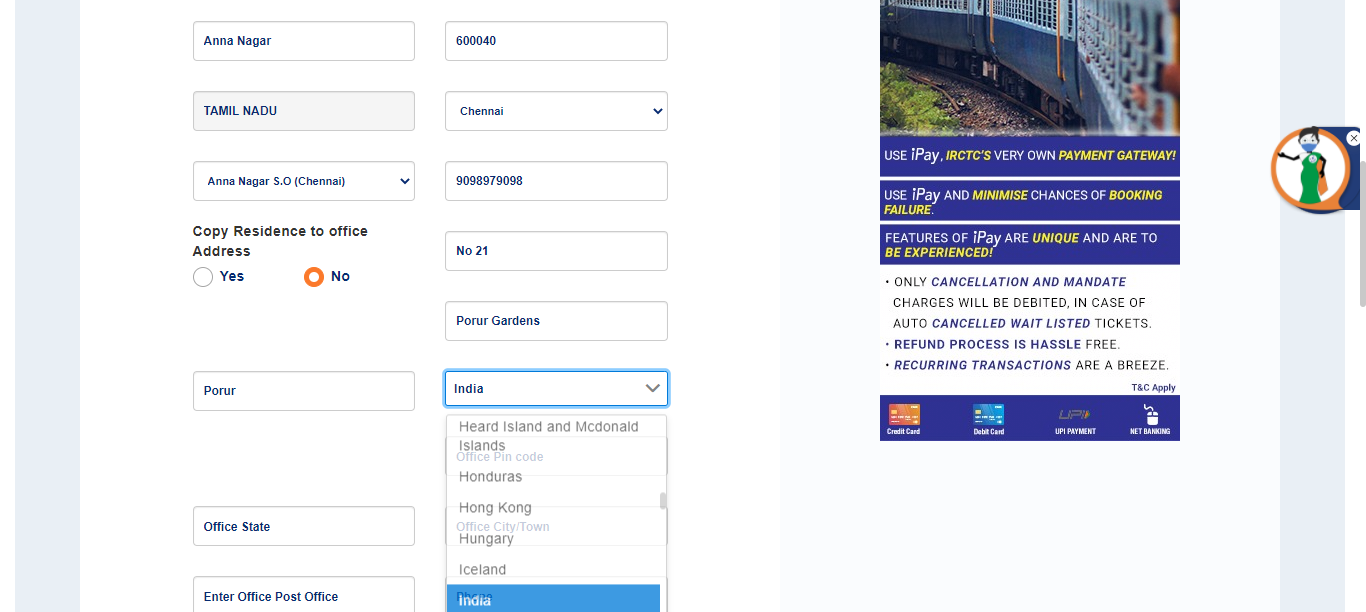 Anna Nagar
600040
TAMIL NADU
Chennai
Anna Nagar S.O (Chennai)
9098979098
Copy Residence to office
Address
Yes
No
No 21
Porur Gardens
Porur
India
Heard Island and Mcdonald
Islands
Office Pin code
Honduras
Hong Kong
Office City/Town
Hungary
Iceland
Phone
India
Office State
Enter Office Post Office
USE iPay, IRCTC'S VERY OWN PAYMENT GATEWAY!
USE iPay AND MINIMISE CHANCES OF BOOKING
FAILURE.
FEATURES OF iPay ARE UNIQUE AND ARE TO
BE EXPERIENCED!
• ONLY CANCELLATION AND MANDATE
CHARGES WILL BE DEBITED, IN CASE OF
AUTO CANCELLED WAIT LISTED TICKETS.
• REFUND PROCESS IS HASSLE FREE.
• RECURRING TRANSACTIONS ARE A BREEZE.
T&C Apply
UPI
Credit Card
Debit Card
UPI PAYMENT
NET BANKING